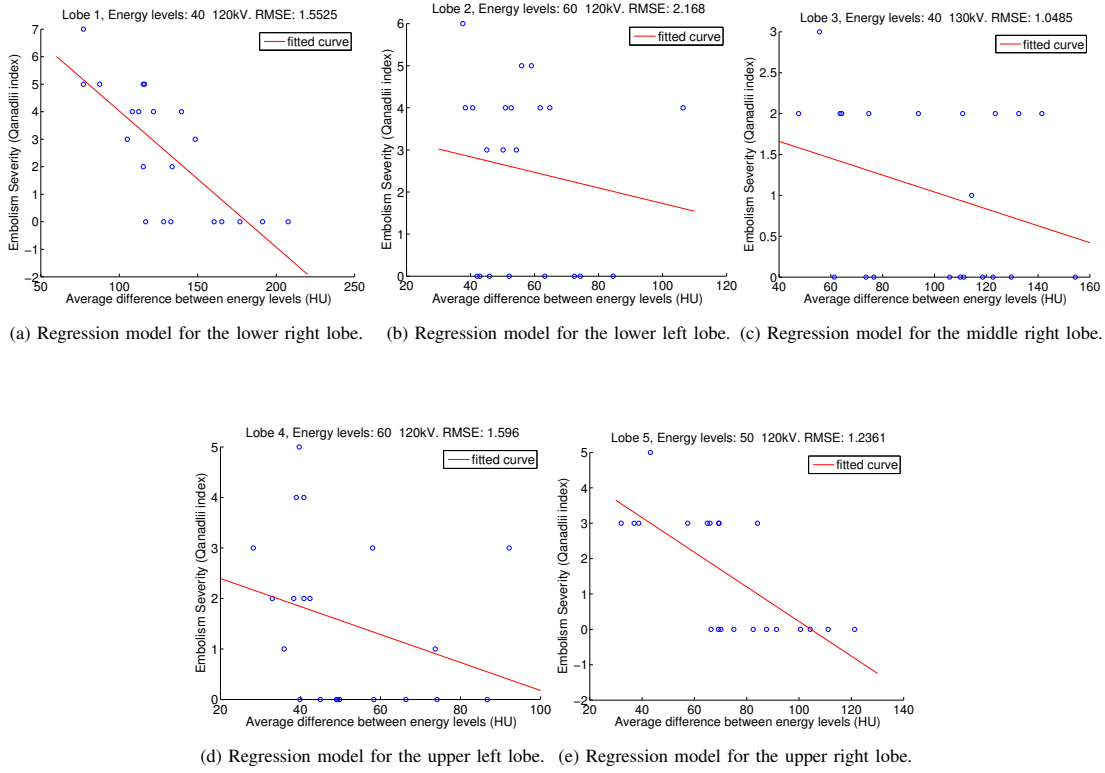 Lobe 1, Energy levels: 40 120kV. RMSE: 1.5525
fitted curve
Embolism Severity (Qanadlii index)
7
6
5
4
3
2
1
0
−1
−2
50 100 150 200 250
Average difference between energy levels (HU)
(a) Regression model for the lower right lobe.
Lobe 2, Energy levels: 60 120kV. RMSE: 2.168
fitted curve
Embolism Severity (Qanadlii index)
6
5
4
3
2
1
0
20 40 60 80 100 120
Average difference between energy levels (HU)
(b) Regression model for the lower left lobe.
Lobe 3, Energy levels: 40 130kV. RMSE: 1.0485
fitted curve
Embolism Severity (Qanadlii index)
3
2.5
2
1.5
1
0.5
0
40 60 80 100 120 140 160
Average difference between energy levels (HU)
(c) Regression model for the middle right lobe.
Lobe 4, Energy levels: 60 120kV. RMSE: 1.596
fitted curve
Embolism Severity (Qanadlii index)
5
4
3
2
1
0
20 40 60 80 100
Average difference between energy levels (HU)
(d) Regression model for the upper left lobe.
Lobe 5, Energy levels: 50 120kV. RMSE: 1.2361
fitted curve
Embolism Severity (Qanadlii index)
5
4
3
2
1
0
−1
−2
20 40 60 80 100 120 140
Average difference between energy levels (HU)
(e) Regression model for the upper right lobe.